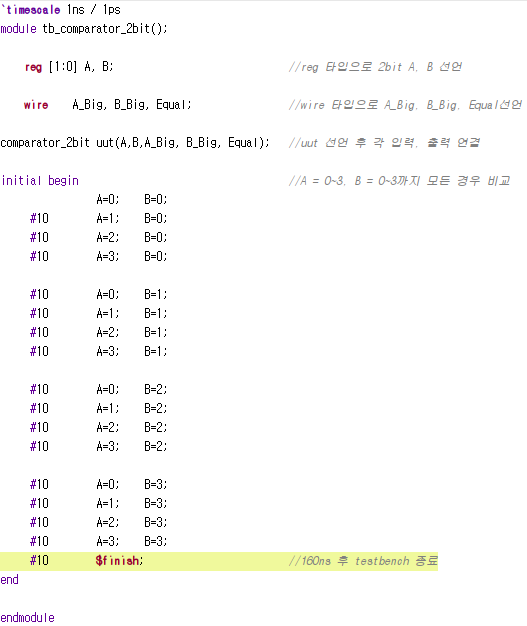 `timescale 1ns / 1ps
module tb_comparator_2bit();
reg [1:0] A, B; //reg 타입으로 2bit A, B 선언
wire A_Big, B_Big, Equal; //wire 타입으로 A_Big, B_Big, Equal선언
comparator_2bit uut(A,B,A_Big, B_Big, Equal); //uut 선언 후 각 입력, 출력 연결
initial begin //A = 0~3, B = 0~3까지 모든 경우 비교
A=0; B=0;
#10 A=1; B=0;
#10 A=2; B=0;
#10 A=3; B=0;
#10 A=0; B=1;
#10 A=1; B=1;
#10 A=2; B=1;
#10 A=3; B=1;
#10 A=0; B=2;
#10 A=1; B=2;
#10 A=2; B=2;
#10 A=3; B=2;
#10 A=0; B=3;
#10 A=1; B=3;
#10 A=2; B=3;
#10 A=3; B=3;
#10 $finish; //160ns 후 testbench 종료
end
endmodule